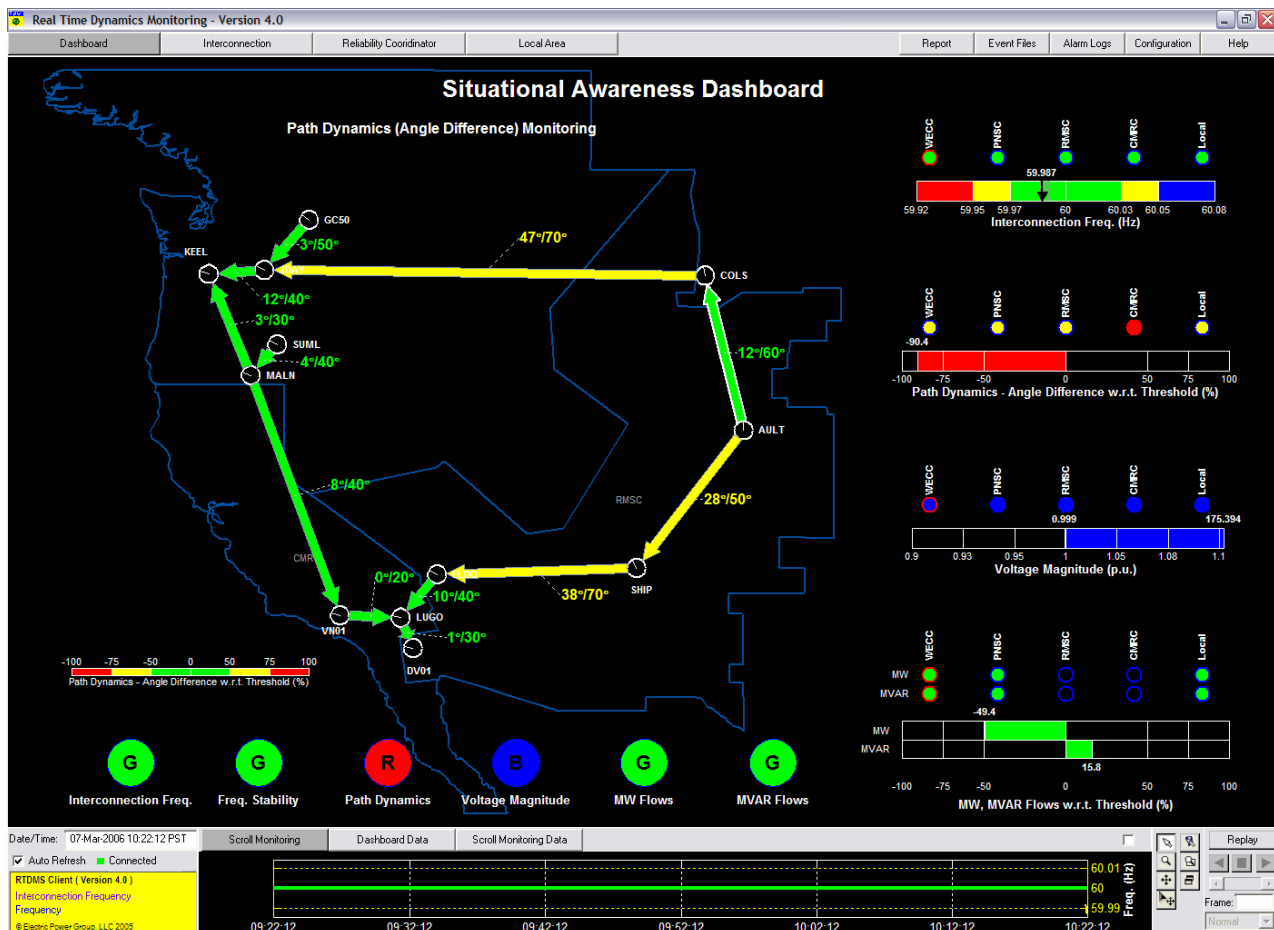 Real Time Dynamics Monitoring - Version 4.0
Dashboard Interconnection Reliability Cooridinator Local Area Report Event Files Alarm Logs Configuration Help
Situational Awareness Dashboard
Path Dynamics (Angle Difference) Monitoring
WECC PNSC RMSC CMRC Local
59.987
59.92 59.95 59.97 60 60.03 60.05 60.08
Interconnection Freq. (Hz)
GC50
3°/50°
47°/70°
KEEL
JDAY
COLS
12°/40°
3°/30°
SUML
4°/40°
MALN
12°/60°
AULT
8°/40°
28°/50°
RMSC
CMR
0°/20°
10°/40°
38°/70°
SHIP
VN01
LUGO
1°/30°
DV01
WECC PNSC RMSC CMRC Local
-90.4
-100 -75 -50 0 50 75 100
Path Dynamics - Angle Difference w.r.t. Threshold (%)
WECC PNSC RMSC CMRC Local
0.999 175.394
0.9 0.93 0.95 1 1.05 1.08 1.1
Voltage Magnitude (p.u.)
WECC PNSC RMSC CMRC Local
MW
MVAR
-49.4
MW
MVAR
15.8
-100 -75 -50 0 50 75 100
MW, MVAR Flows w.r.t. Threshold (%)
-100 -75 -50 0 50 75 100
Path Dynamics - Angle Difference w.r.t. Threshold (%)
G G R B G G
Interconnection Freq. Freq. Stability Path Dynamics Voltage Magnitude MW Flows MVAR Flows
Date/Time: 07-Mar-2006 10:22:12 PST Scroll Monitoring Dashboard Data Scroll Monitoring Data Replay
Auto Refresh Connected
RTDMS Client ( Version 4.0 )
Interconnection Frequency
Frequency
© Electric Power Group, LLC 2005
60.01
60
59.99
Freq. (Hz)
09:22:12 09:32:12 09:42:12 09:52:12 10:02:12 10:12:12 10:22:12
Frame:
Normal